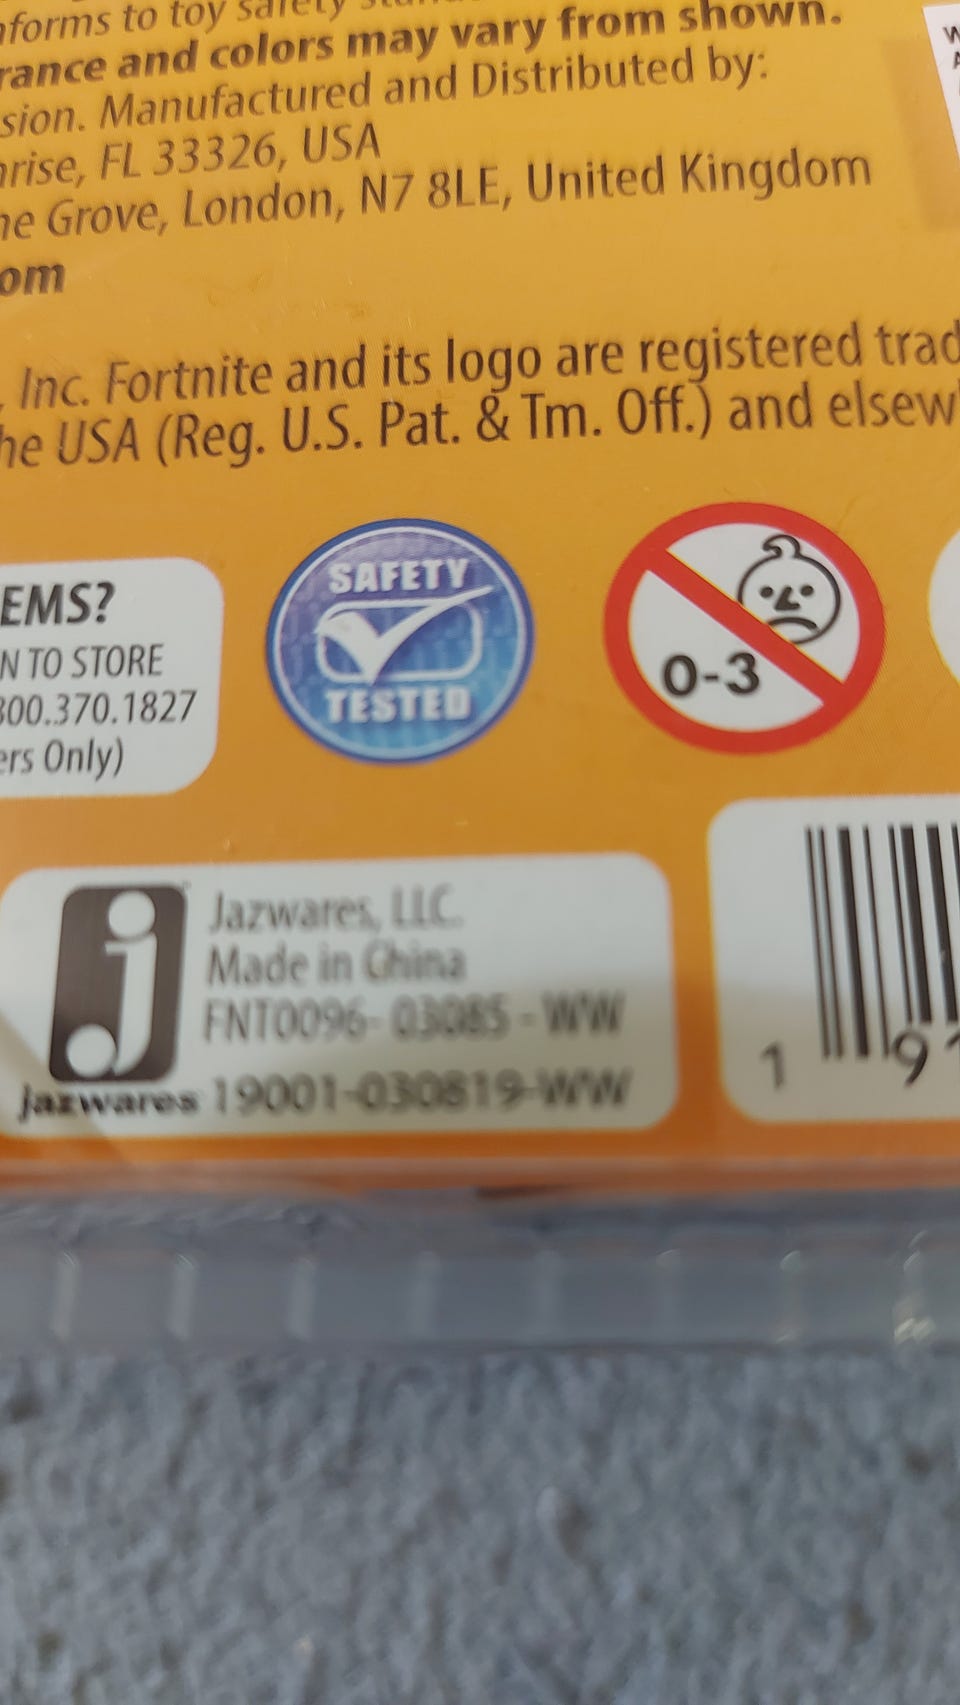 nforms to toy safety
rance and colors may vary from shown.
sion. Manufactured and Distributed by:
nrise, FL 33326, USA
he Grove, London, N7 8LE, United Kingdom
om
, Inc. Fortnite and its logo are registered trad
he USA (Reg. U.S. Pat. & Tm. Off.) and elsew
EMS?
N TO STORE
800.370.1827
ers Only)
SAFETY
TESTED
0-3
Jazwares, LLC.
Made in China
FNT0096- 03085 - WW
jazwares 19001-030819-WW
1 91